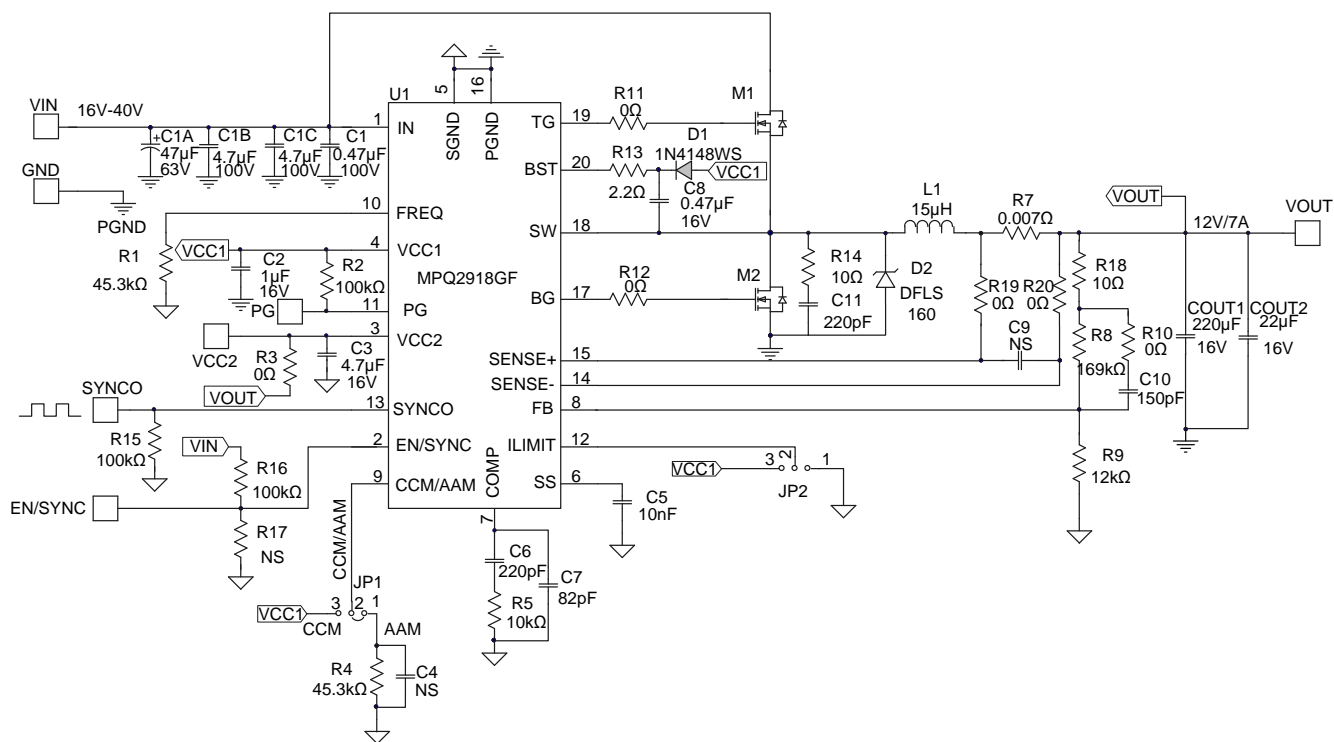 VIN
16V-40V
C1A
47µF
63V
C1B
4.7µF
100V
C1C
4.7µF
100V
C1
0.47µF
100V
GND
PGND
U1
MPQ2918GF
5
SGND
16
PGND
1
IN
10
FREQ
4
VCC1
11
PG
3
VCC2
13
SYNCO
2
EN/SYNC
9
CCM/AAM
COMP
7
TG
19
BST
20
SW
18
BG
17
SENSE+
15
SENSE-
14
FB
8
ILIMIT
12
SS
6
R1
45.3kΩ
VCC1
C2
1µF
16V
R2
100kΩ
PG
VCC2
R3
0Ω
VOUT
C3
4.7µF
16V
SYNCO
R15
100kΩ
VIN
R16
100kΩ
EN/SYNC
R17
NS
CCM/AAM
JP1
VCC1
3
2
1
CCM
AAM
R4
45.3kΩ
C4
NS
C6
220pF
R5
10kΩ
C7
82pF
R11
0Ω
M1
D1
1N4148WS
R13
2.2Ω
VCC1
C8
0.47µF
16V
R12
0Ω
M2
R14
10Ω
C11
220pF
D2
DFLS
160
L1
15µH
R7
0.007Ω
R19
0Ω
R20
0Ω
C9
NS
VOUT
12V/7A
VOUT
R18
10Ω
R8
169kΩ
R10
0Ω
C10
150pF
COUT1
220µF
16V
COUT2
22µF
16V
R9
12kΩ
VCC1
3
2
1
JP2
C5
10nF